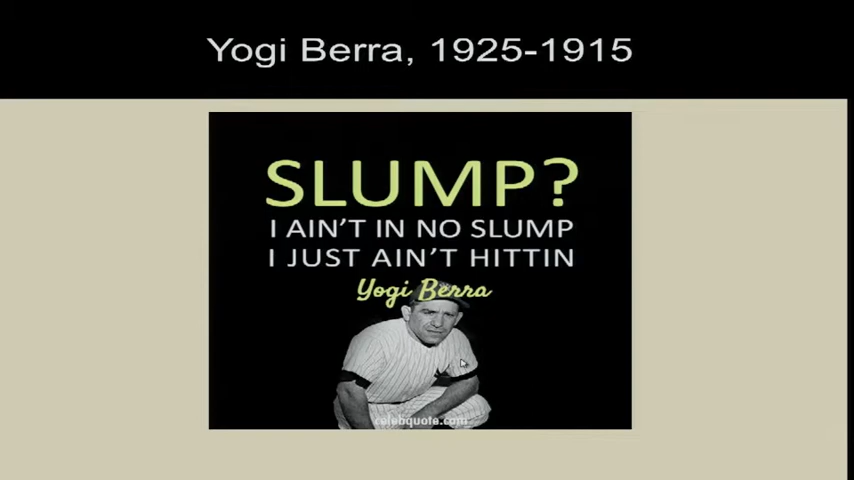 Yogi Berra, 1925-1915
SLUMP?
I AIN'T IN NO SLUMP
I JUST AIN'T HITTIN
Yogi Berra
celebquote.com